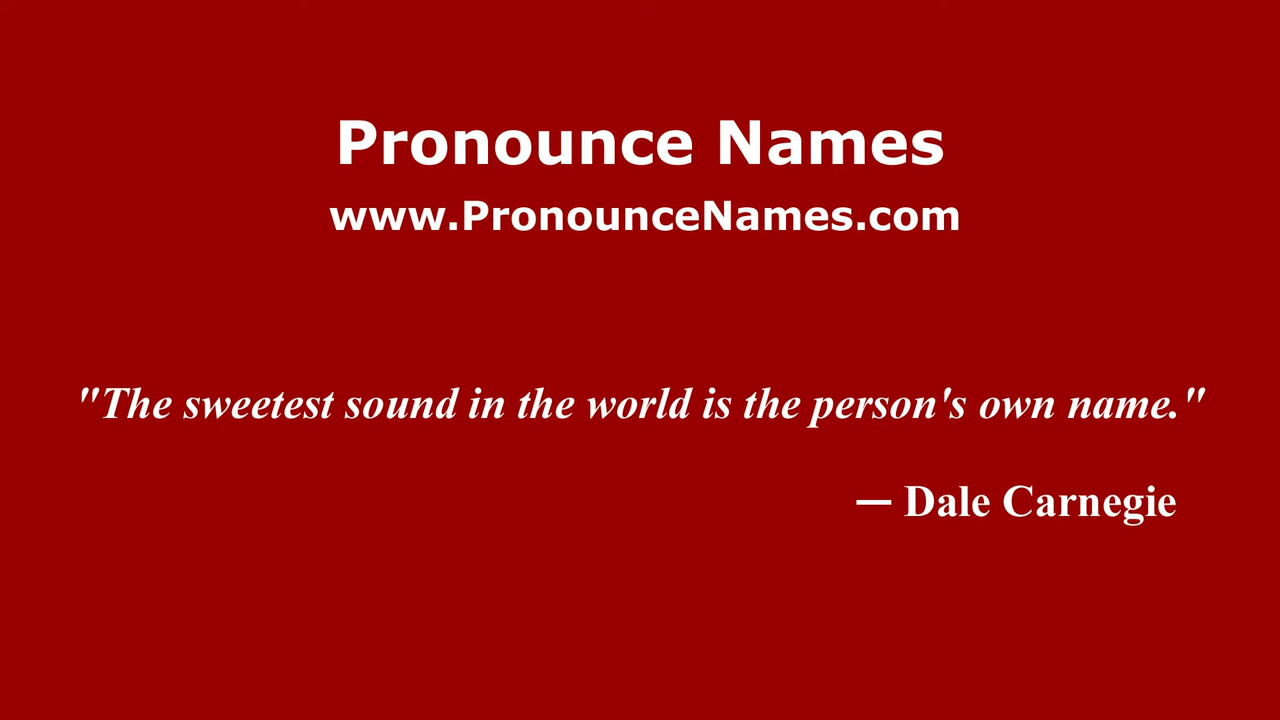 Pronounce Names
www.PronounceNames.com
"The sweetest sound in the world is the person's own name."
— Dale Carnegie